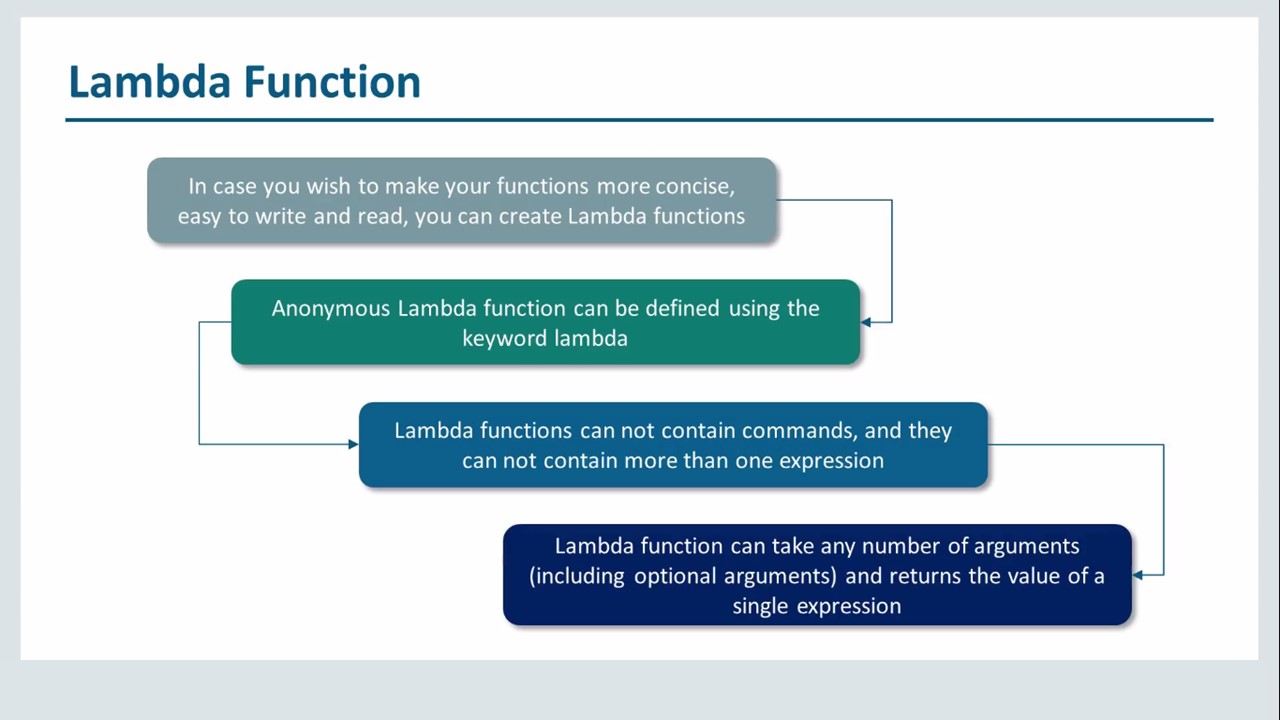 Lambda Function
In case you wish to make your functions more concise,
easy to write and read, you can create Lambda functions
Anonymous Lambda function can be defined using the
keyword lambda
Lambda functions can not contain commands, and they
can not contain more than one expression
Lambda function can take any number of arguments
(including optional arguments) and returns the value of a
single expression